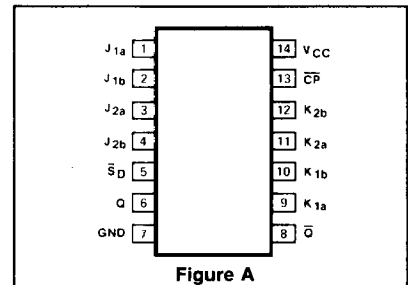 J1a 1 14 VCC
J1b 2 13 C̅P̅
J2a 3 12 K2b
J2b 4 11 K2a
S̅D 5 10 K1b
Q 6 9 K1a
GND 7 8 Q̅
Figure A